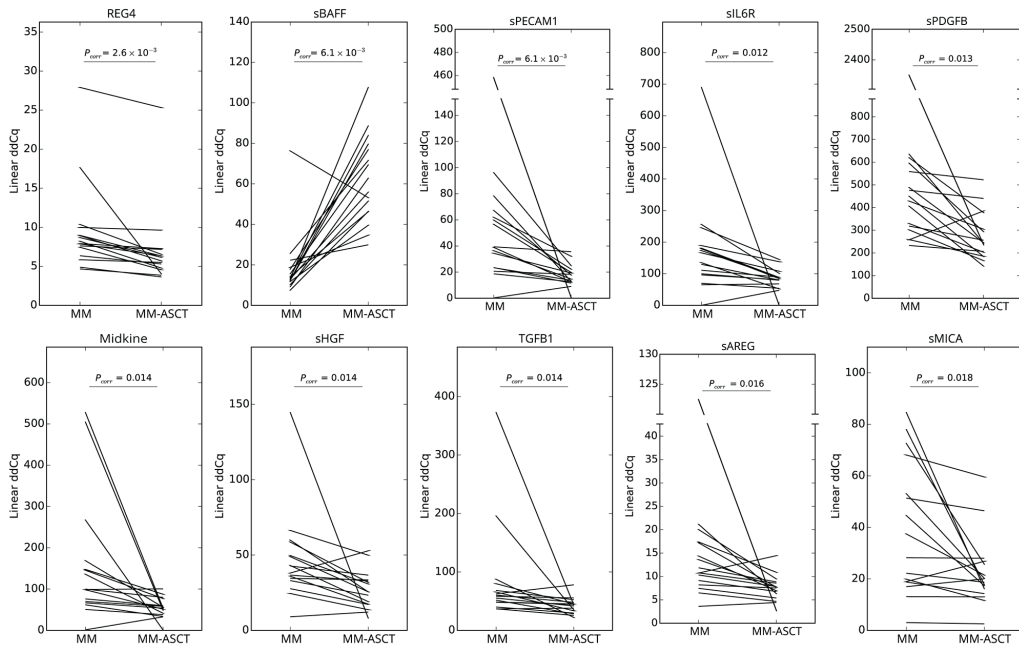 REG4
P_corr = 2.6 × 10⁻³
Linear ddCq
35
30
25
20
15
10
5
0
MM
MM-ASCT
sBAFF
P_corr = 6.1 × 10⁻³
Linear ddCq
140
120
100
80
60
40
20
0
MM
MM-ASCT
sPECAM1
P_corr = 6.1 × 10⁻³
Linear ddCq
500
480
460
140
120
100
80
60
40
20
0
MM
MM-ASCT
sIL6R
P_corr = 0.012
Linear ddCq
800
700
600
500
400
300
200
100
0
MM
MM-ASCT
sPDGFB
P_corr = 0.013
Linear ddCq
2500
2400
900
800
700
600
500
400
300
200
100
0
MM
MM-ASCT
Midkine
P_corr = 0.014
Linear ddCq
600
500
400
300
200
100
0
MM
MM-ASCT
sHGF
P_corr = 0.014
Linear ddCq
150
100
50
0
MM
MM-ASCT
TGFB1
P_corr = 0.014
Linear ddCq
400
300
200
100
0
MM
MM-ASCT
sAREG
P_corr = 0.016
Linear ddCq
130
125
40
35
30
25
20
15
10
5
0
MM
MM-ASCT
sMICA
P_corr = 0.018
Linear ddCq
100
80
60
40
20
0
MM
MM-ASCT